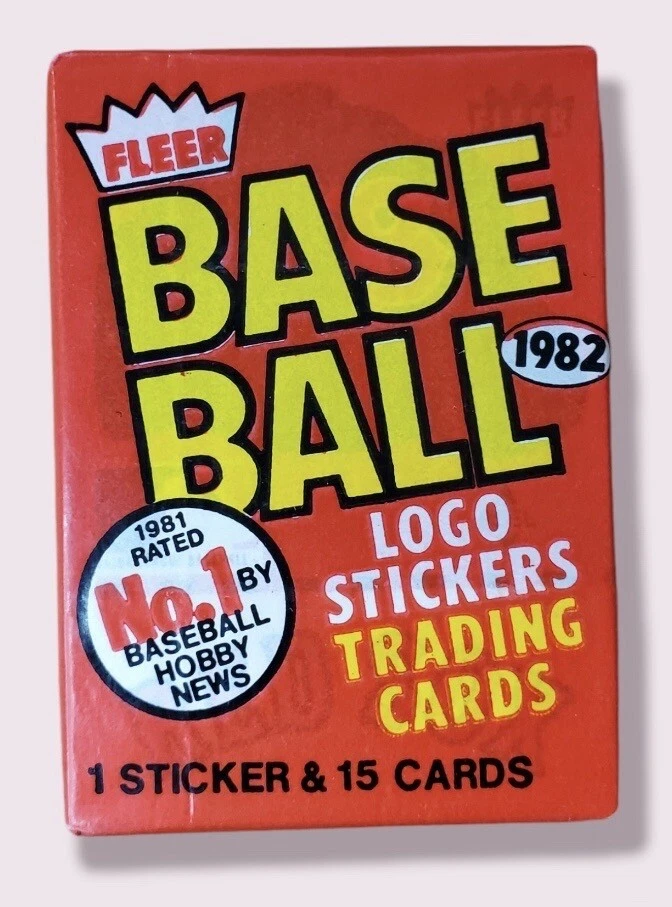 FLEER
BASE
BALL
1982
LOGO
STICKERS
TRADING
CARDS
1981
RATED
No.1 BY
BASEBALL
HOBBY
NEWS
1 STICKER & 15 CARDS